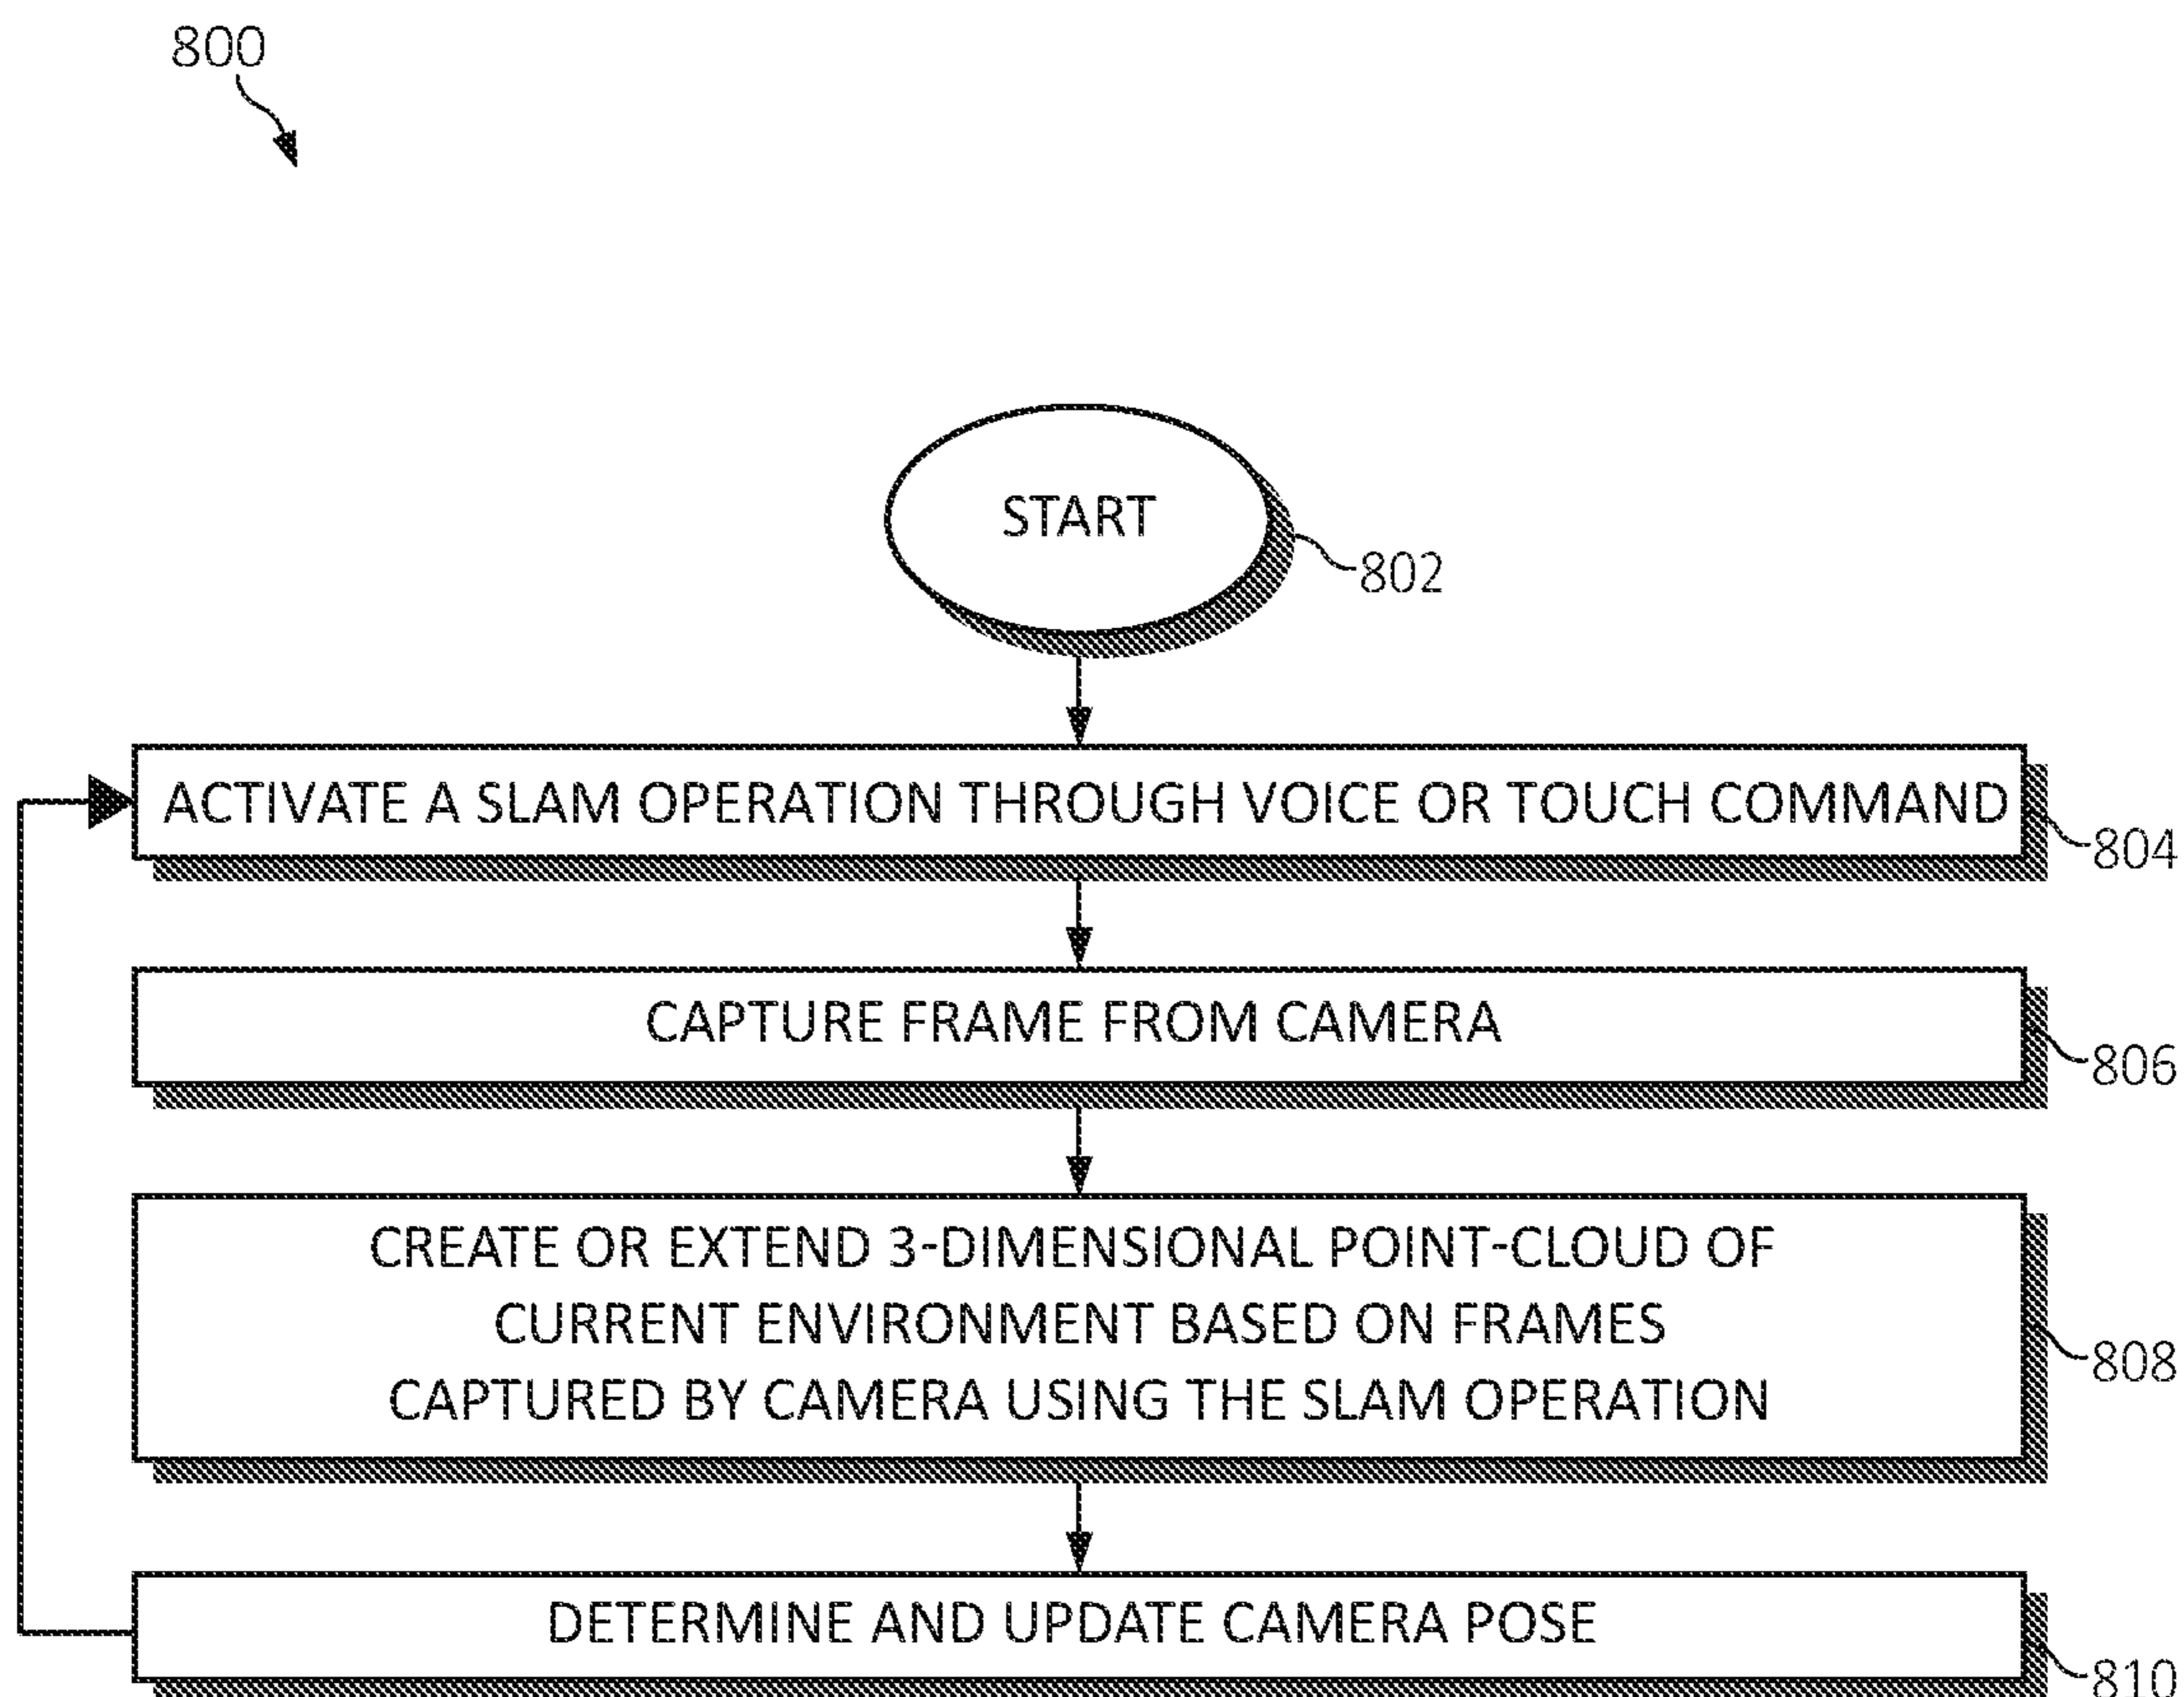 800
START
802
ACTIVATE A SLAM OPERATION THROUGH VOICE OR TOUCH COMMAND
804
CAPTURE FRAME FROM CAMERA
806
CREATE OR EXTEND 3-DIMENSIONAL POINT-CLOUD OF
CURRENT ENVIRONMENT BASED ON FRAMES
CAPTURED BY CAMERA USING THE SLAM OPERATION
808
DETERMINE AND UPDATE CAMERA POSE
810